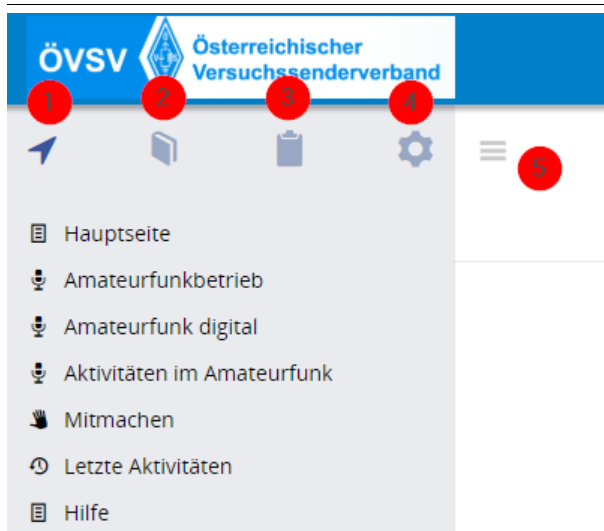 ÖVSV Österreichischer
Versuchssenderverband
1 2 3 4
5
Hauptseite
Amateurfunkbetrieb
Amateurfunk digital
Aktivitäten im Amateurfunk
Mitmachen
Letzte Aktivitäten
Hilfe